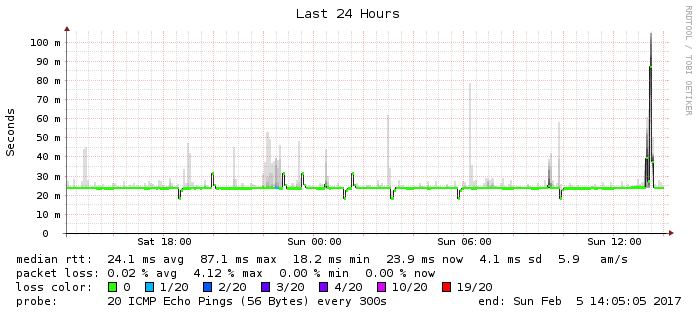 Last 24 Hours
RRDTOOL / TOBI OETIKER
Seconds
100 m
90 m
80 m
70 m
60 m
50 m
40 m
30 m
20 m
10 m
0
Sat 18:00 Sun 00:00 Sun 06:00 Sun 12:00
median rtt: 24.1 ms avg 87.1 ms max 18.2 ms min 23.9 ms now 4.1 ms sd 5.9 am/s
packet loss: 0.02 % avg 4.12 % max 0.00 % min 0.00 % now
loss color: 0 1/20 2/20 3/20 4/20 10/20 19/20
probe: 20 ICMP Echo Pings (56 Bytes) every 300s end: Sun Feb 5 14:05:05 2017